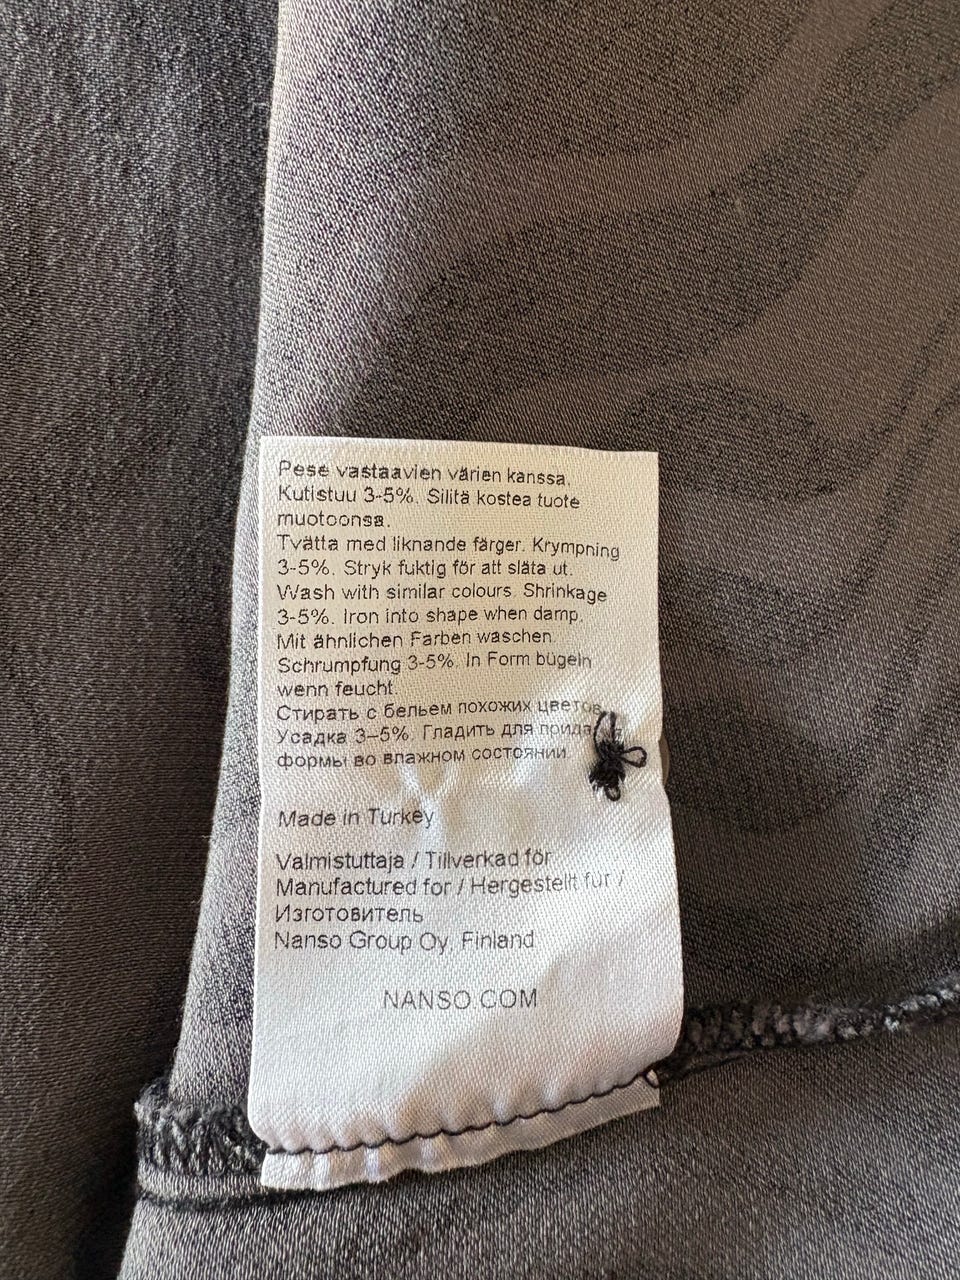 Pese vastaavien värien kanssa.
Kutistuu 3-5%. Silitä kostea tuote
muotoonsa.
Tvätta med liknande färger. Krympning
3-5%. Stryk fuktig för att släta ut.
Wash with similar colours. Shrinkage
3-5%. Iron into shape when damp.
Mit ähnlichen Farben waschen.
Schrumpfung 3-5%. In Form bügeln
wenn feucht.
Стирать с бельем похожих цветов.
Усадка 3–5%. Гладить для
формы во влажном состоянии.
Made in Turkey
Valmistuttaja / Tillverkad för
Manufactured for / Hergestellt für /
Изготовитель
Nanso Group Oy, Finland
NANSO.COM